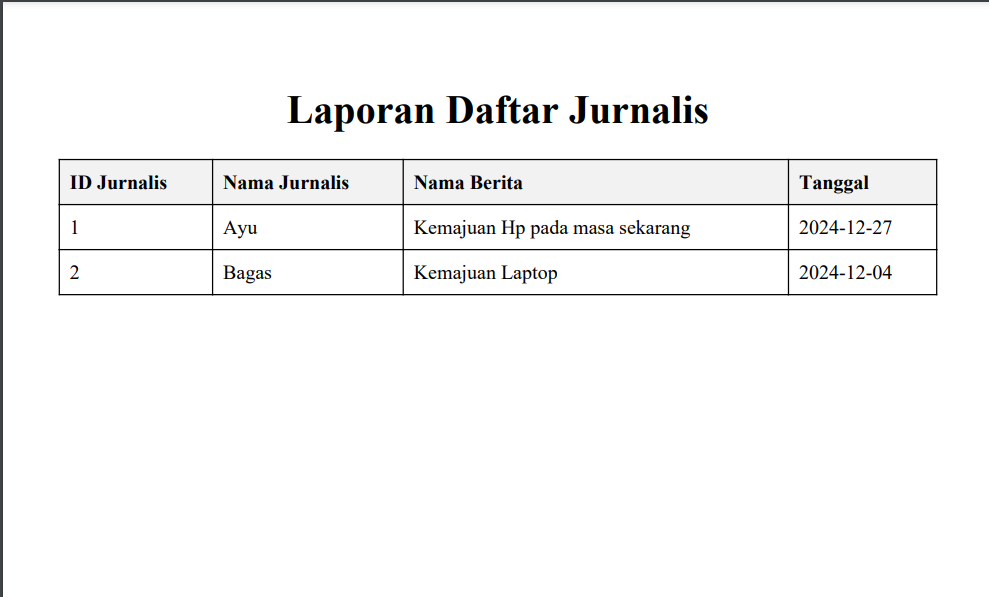 Laporan Daftar Jurnalis
ID Jurnalis Nama Jurnalis Nama Berita Tanggal
1 Ayu Kemajuan Hp pada masa sekarang 2024-12-27
2 Bagas Kemajuan Laptop 2024-12-04